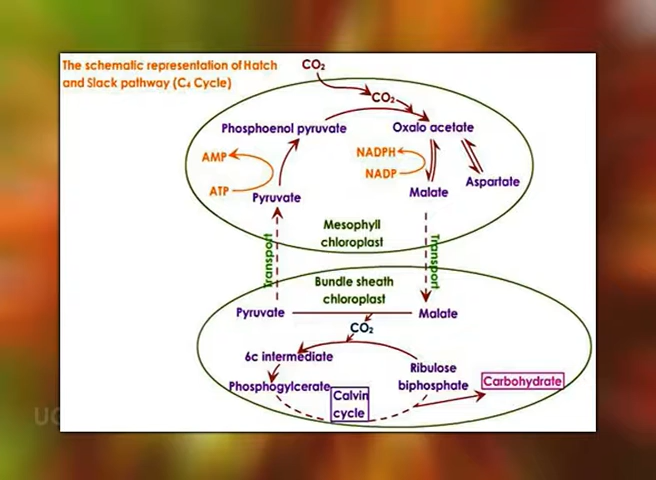 The schematic representation of Hatch
and Slack pathway (C₄ Cycle)
CO₂
CO₂
Phosphoenol pyruvate
Oxalo acetate
AMP
NADPH
ATP
NADP
Pyruvate
Malate
Aspartate
Mesophyll
chloroplast
Transport
Transport
Bundle sheath
chloroplast
Pyruvate
Malate
CO₂
6c intermediate
Ribulose
biphosphate
Carbohydrate
Phosphogylcerate
Calvin
cycle